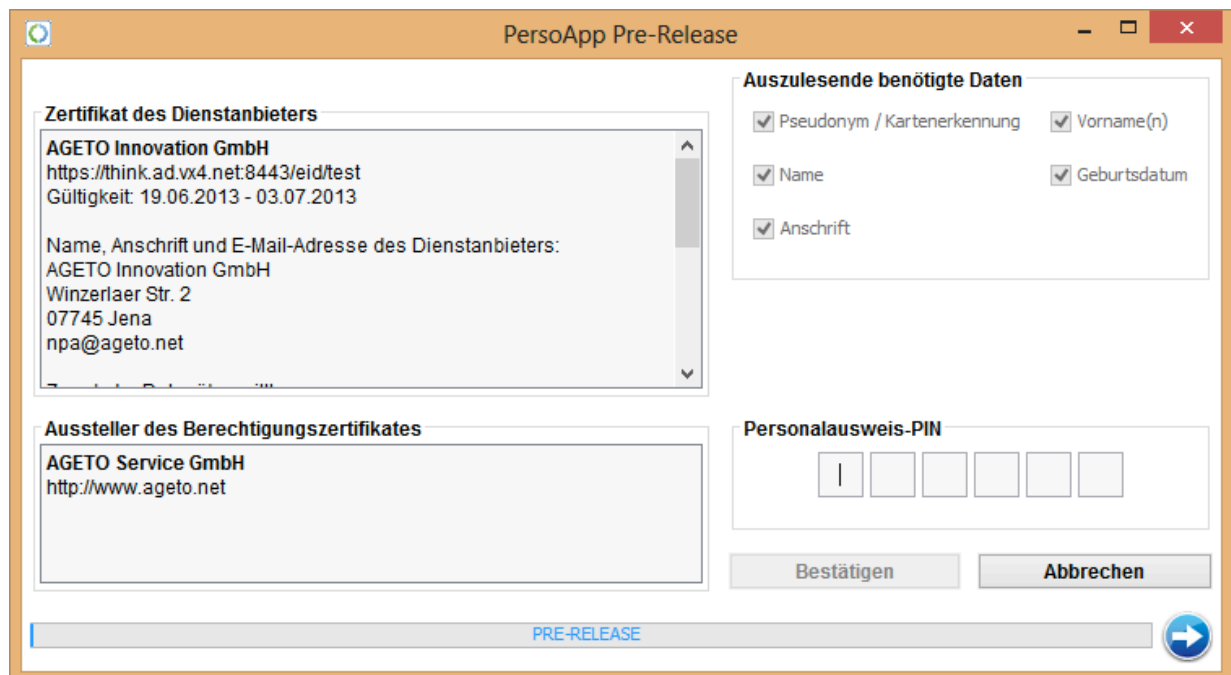 PersoApp Pre-Release
Zertifikat des Dienstanbieters
AGETO Innovation GmbH
https://think.ad.vx4.net:8443/eid/test
Gültigkeit: 19.06.2013 - 03.07.2013
Name, Anschrift und E-Mail-Adresse des Dienstanbieters:
AGETO Innovation GmbH
Winzerlaer Str. 2
07745 Jena
npa@ageto.net
Aussteller des Berechtigungszertifikates
AGETO Service GmbH
http://www.ageto.net
Auszulesende benötigte Daten
Pseudonym / Kartenerkennung
Vorname(n)
Name
Geburtsdatum
Anschrift
Personalausweis-PIN
Bestätigen
Abbrechen
PRE-RELEASE